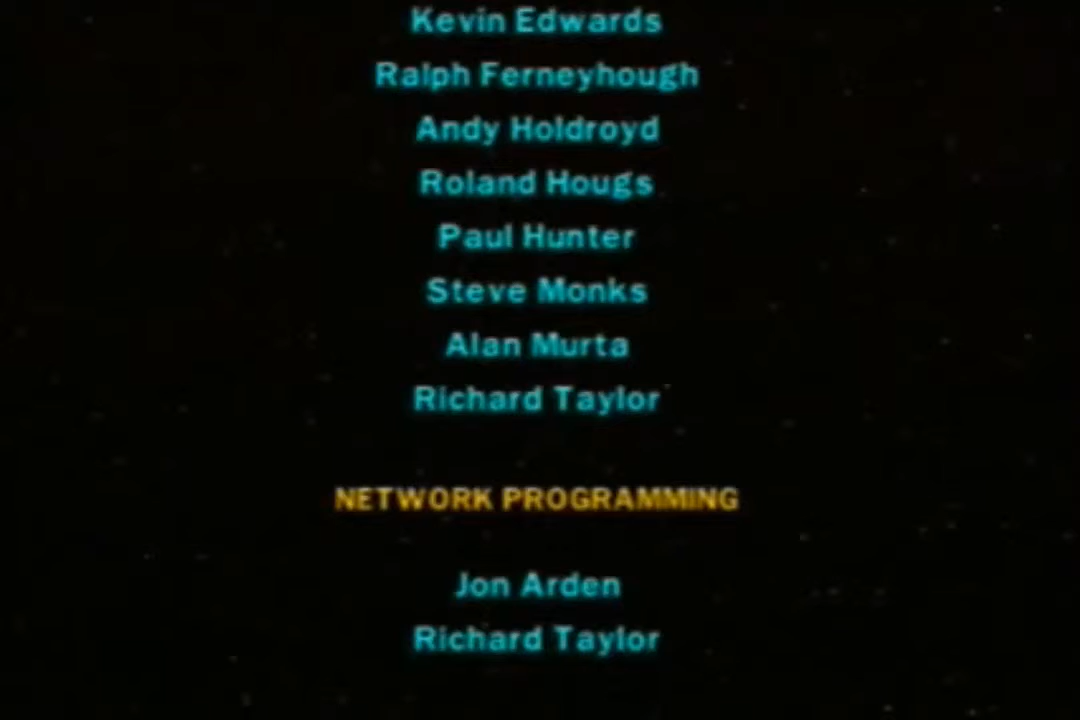 Kevin Edwards
Ralph Ferneyhough
Andy Holdroyd
Roland Hougs
Paul Hunter
Steve Monks
Alan Murta
Richard Taylor
NETWORK PROGRAMMING
Jon Arden
Richard Taylor